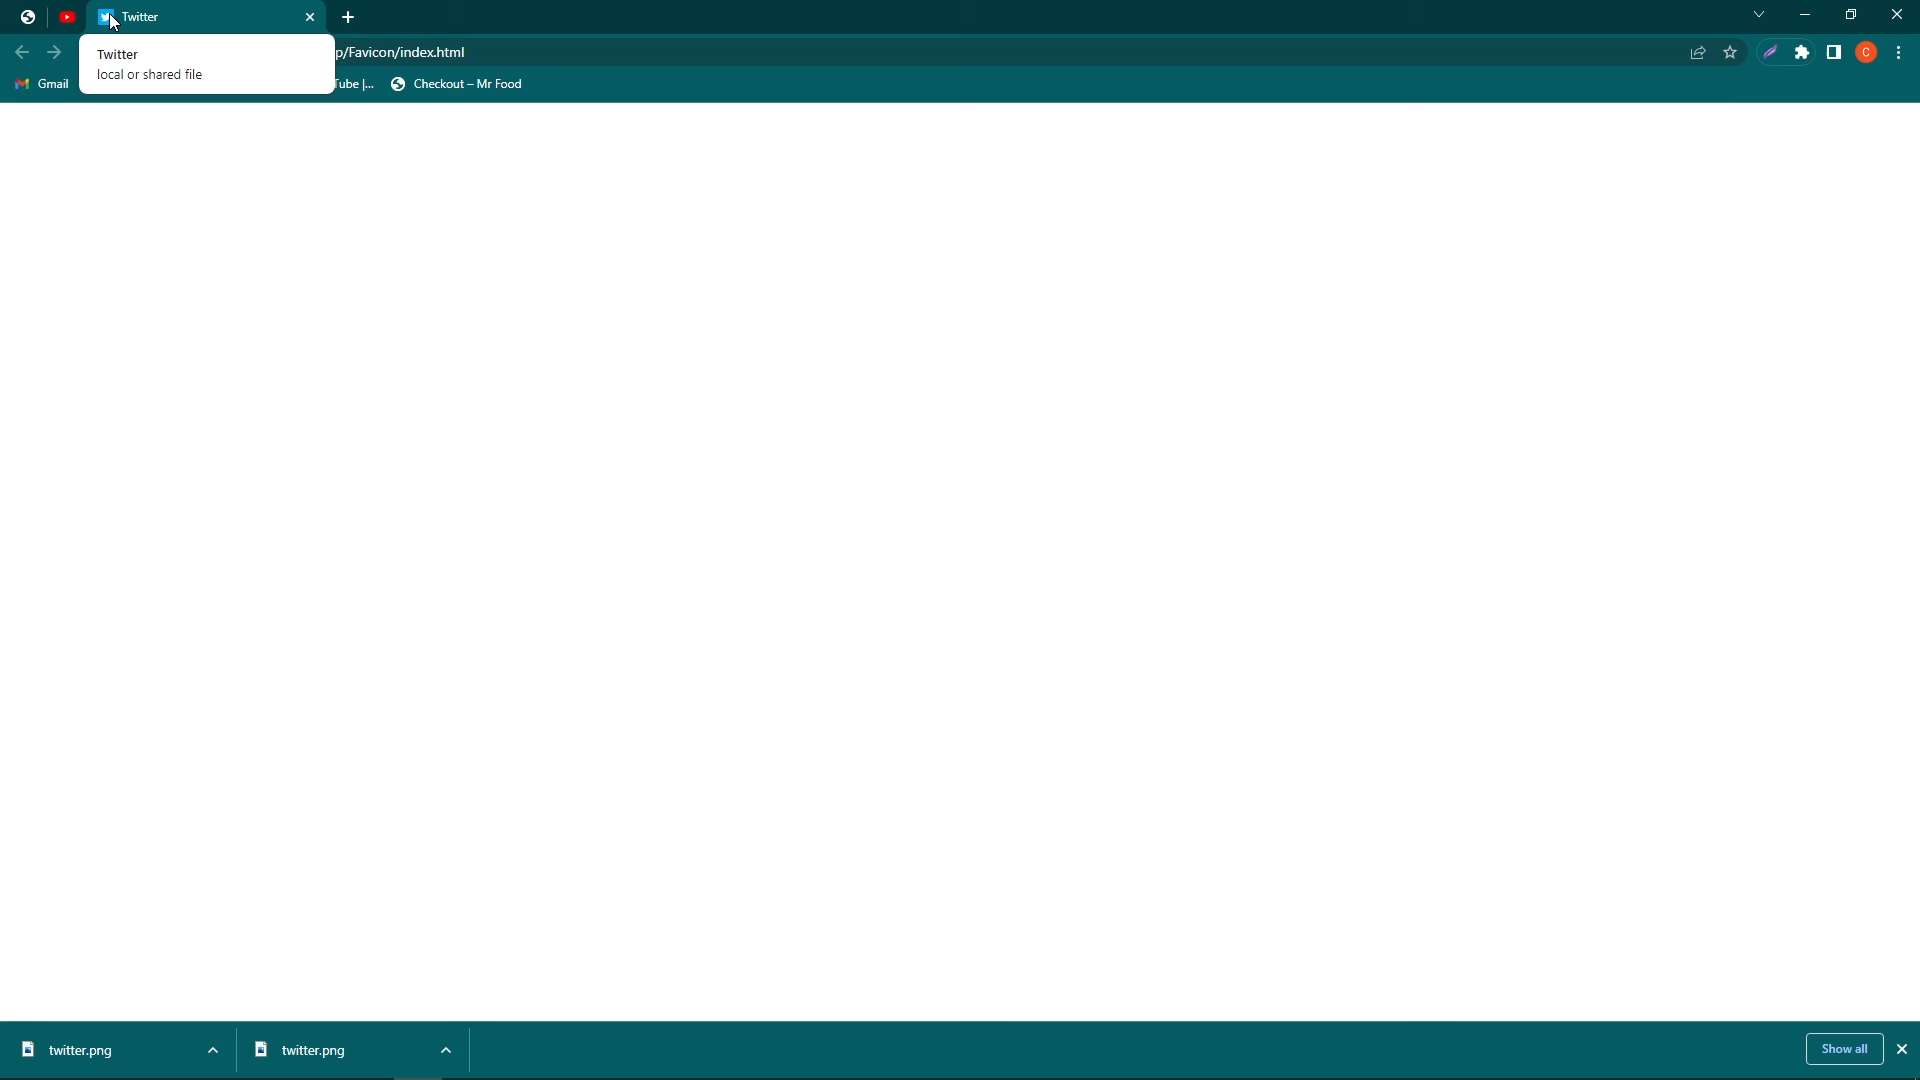 Twitter
Twitter
local or shared file
p/Favicon/index.html
C
Gmail
Tube |...
Checkout – Mr Food
twitter.png
twitter.png
Show all